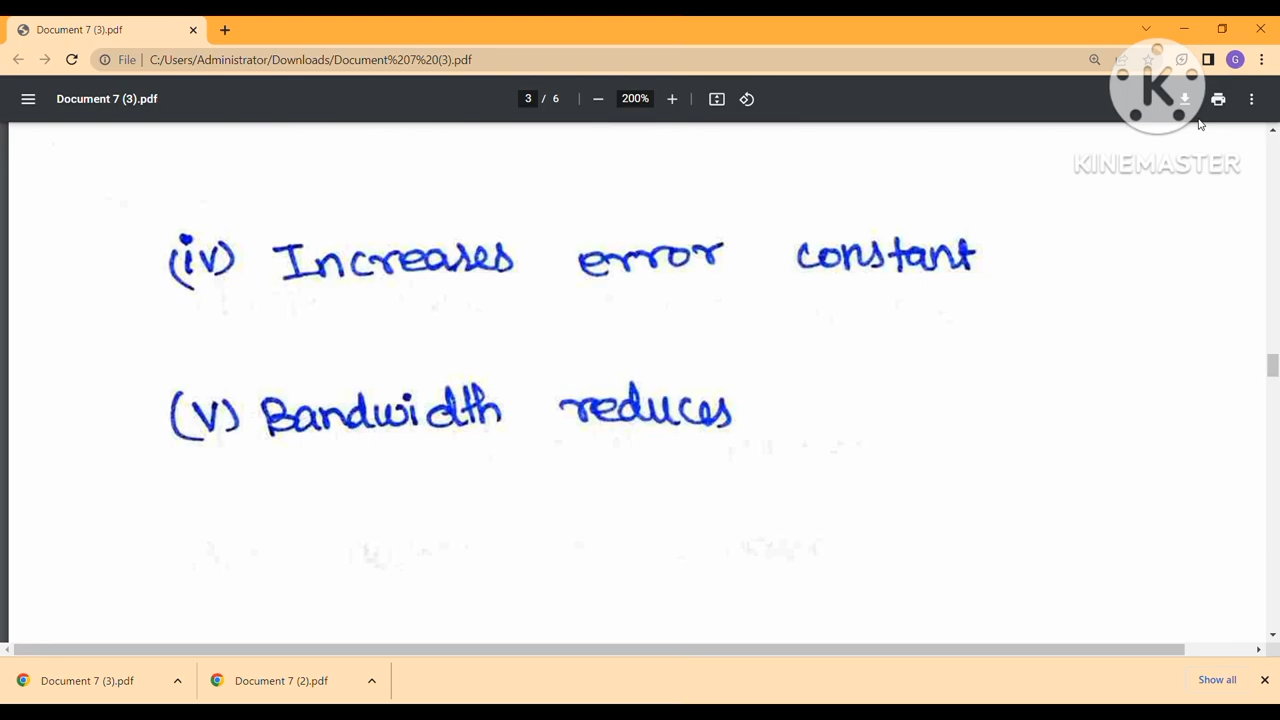 Document 7 (3).pdf
File C:/Users/Administrator/Downloads/Document%207%20(3).pdf
G
Document 7 (3).pdf 3 / 6 200%
K
KINEMASTER
(iv) Increases error constant
(v) Bandwidth reduces
Document 7 (3).pdf Document 7 (2).pdf Show all